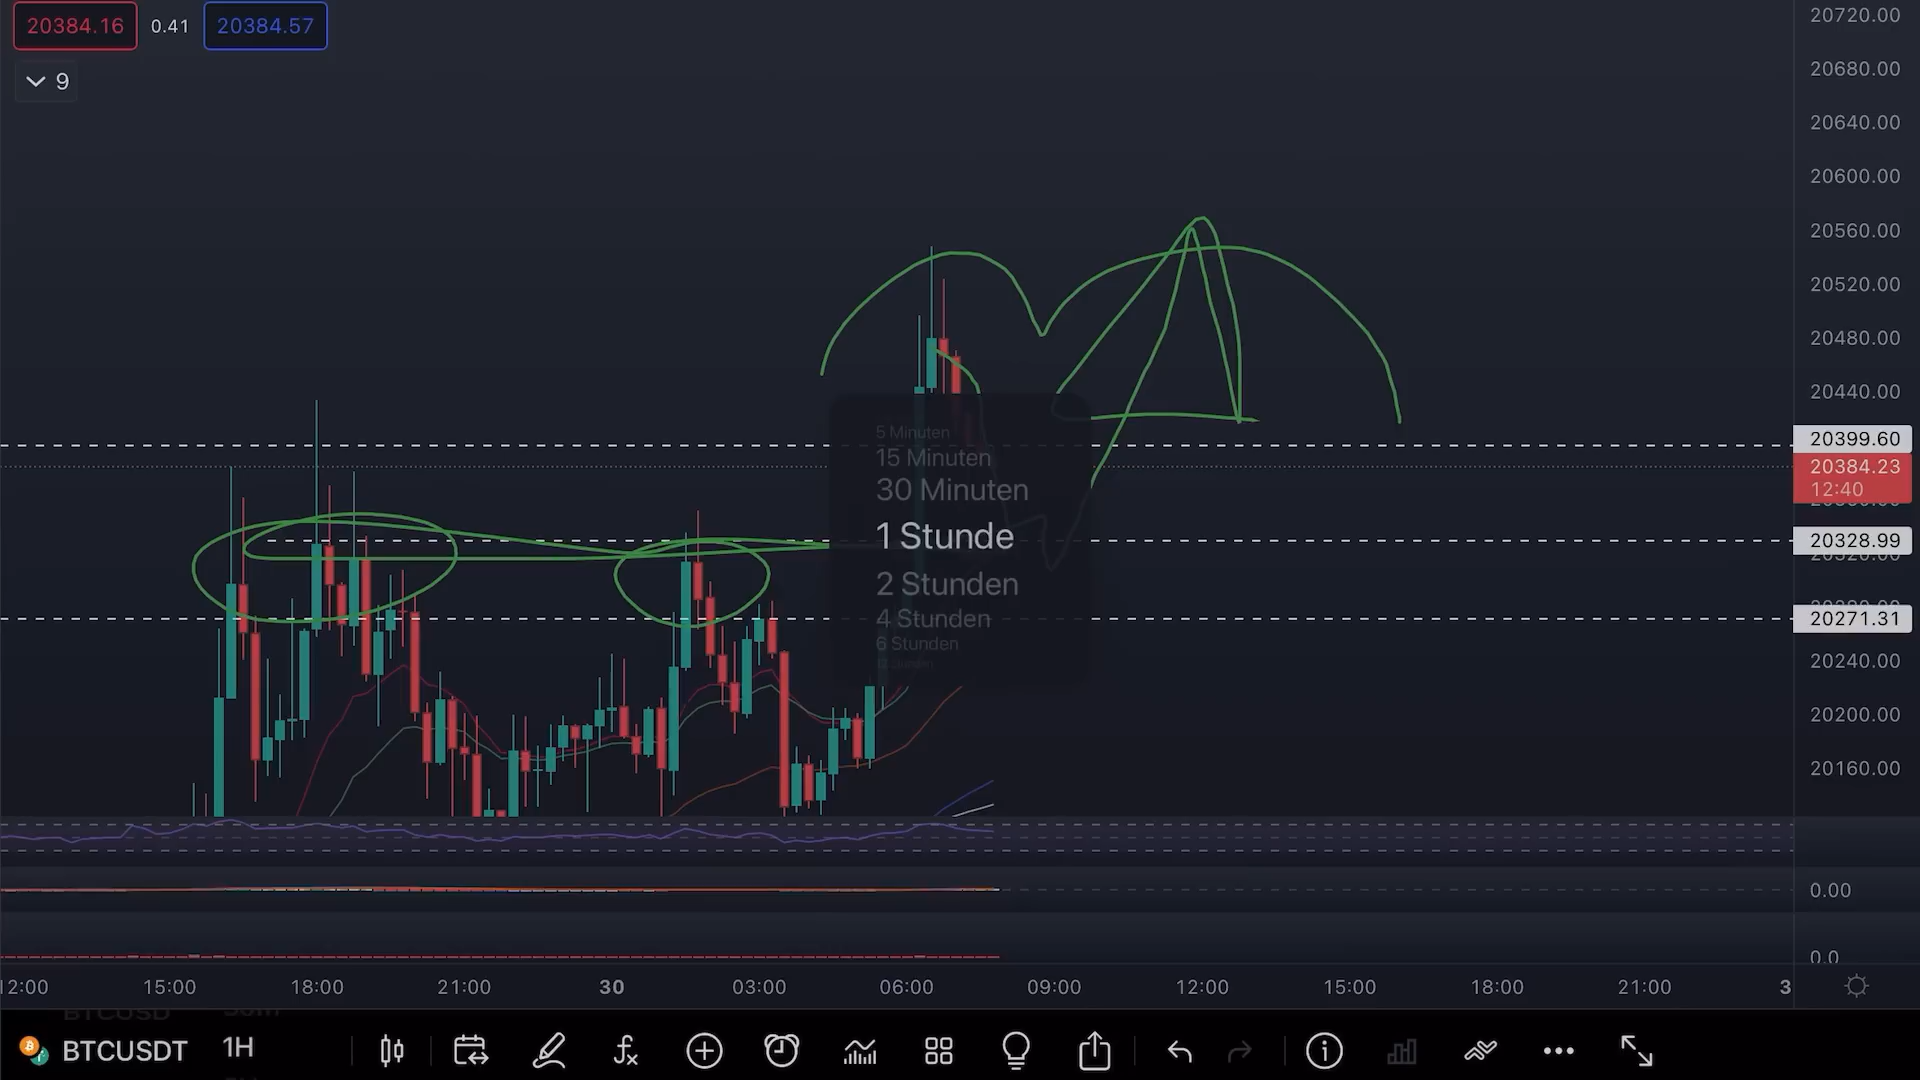 20384.16 0.41 20384.57
9
20720.00
20680.00
20640.00
20600.00
20560.00
20520.00
20480.00
20440.00
20399.60
20384.23
12:40
20328.99
20271.31
20240.00
20200.00
20160.00
0.00
0.0
5 Minuten
15 Minuten
30 Minuten
1 Stunde
2 Stunden
4 Stunden
6 Stunden
12:00 15:00 18:00 21:00 30 03:00 06:00 09:00 12:00 15:00 18:00 21:00 3
BTCUSDT 1H